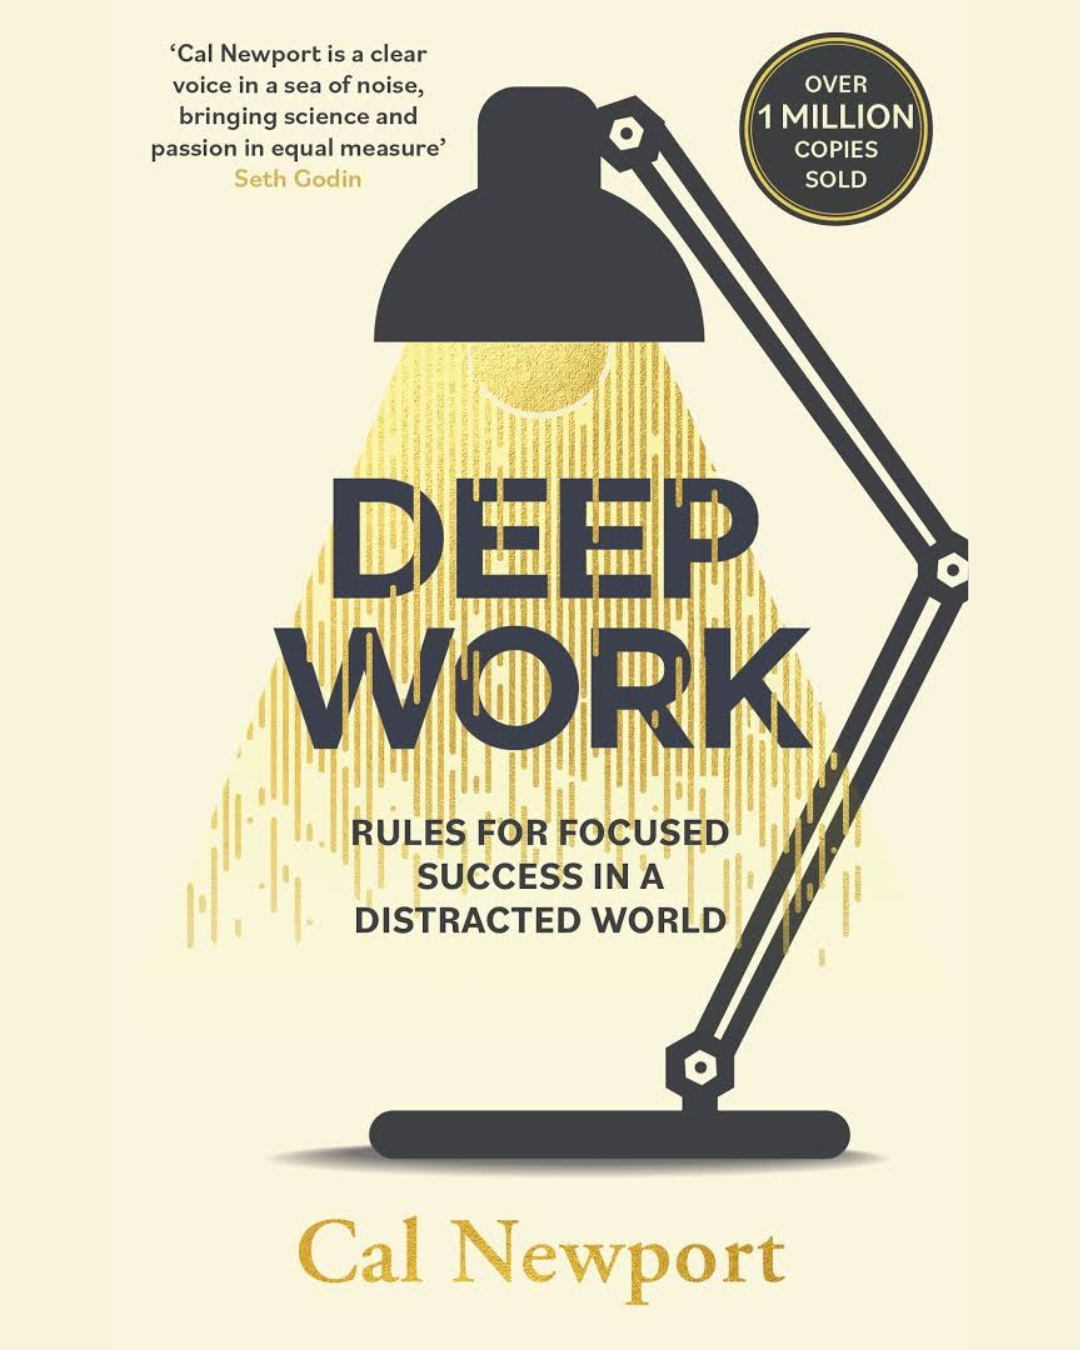 ‘Cal Newport is a clear
voice in a sea of noise,
bringing science and
passion in equal measure’
Seth Godin
OVER
1 MILLION
COPIES
SOLD
DEEP
WORK
RULES FOR FOCUSED
SUCCESS IN A
DISTRACTED WORLD
Cal Newport